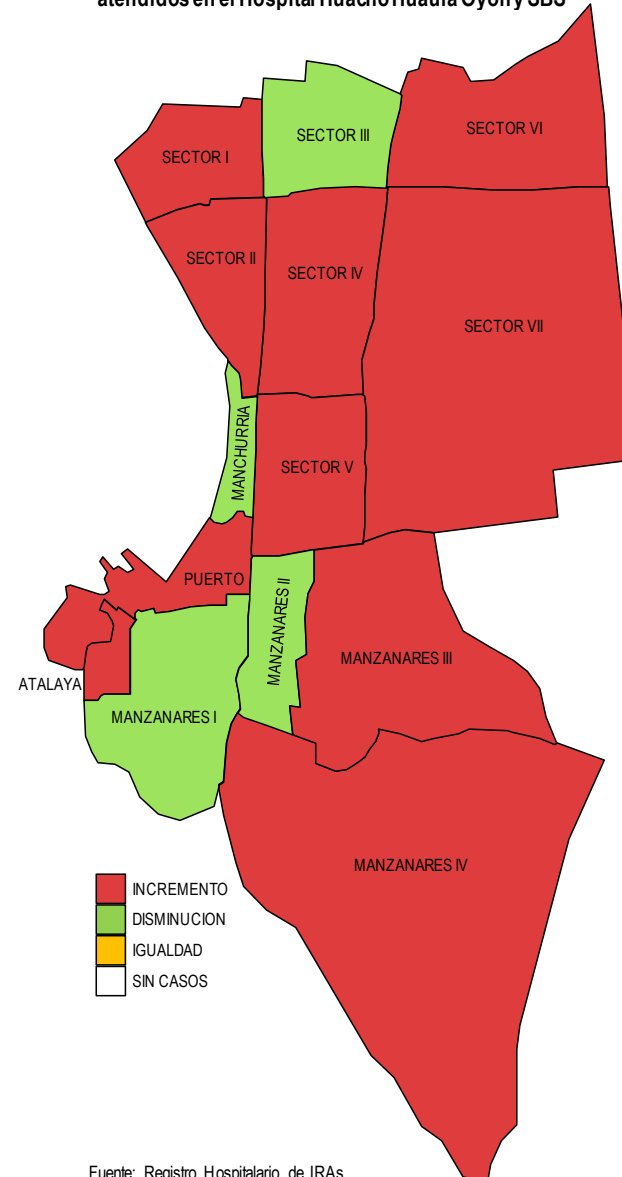 atendidos en el Hospital Huacho Huaura Oyon y SBS
SECTOR VI
SECTOR III
SECTOR I
SECTOR II
SECTOR IV
SECTOR VII
MANCHURRIA
SECTOR V
PUERTO
MANZANARES II
MANZANARES III
ATALAYA
MANZANARES I
MANZANARES IV
INCREMENTO
DISMINUCION
IGUALDAD
SIN CASOS
Fuente: Registro Hospitalario de IRAs